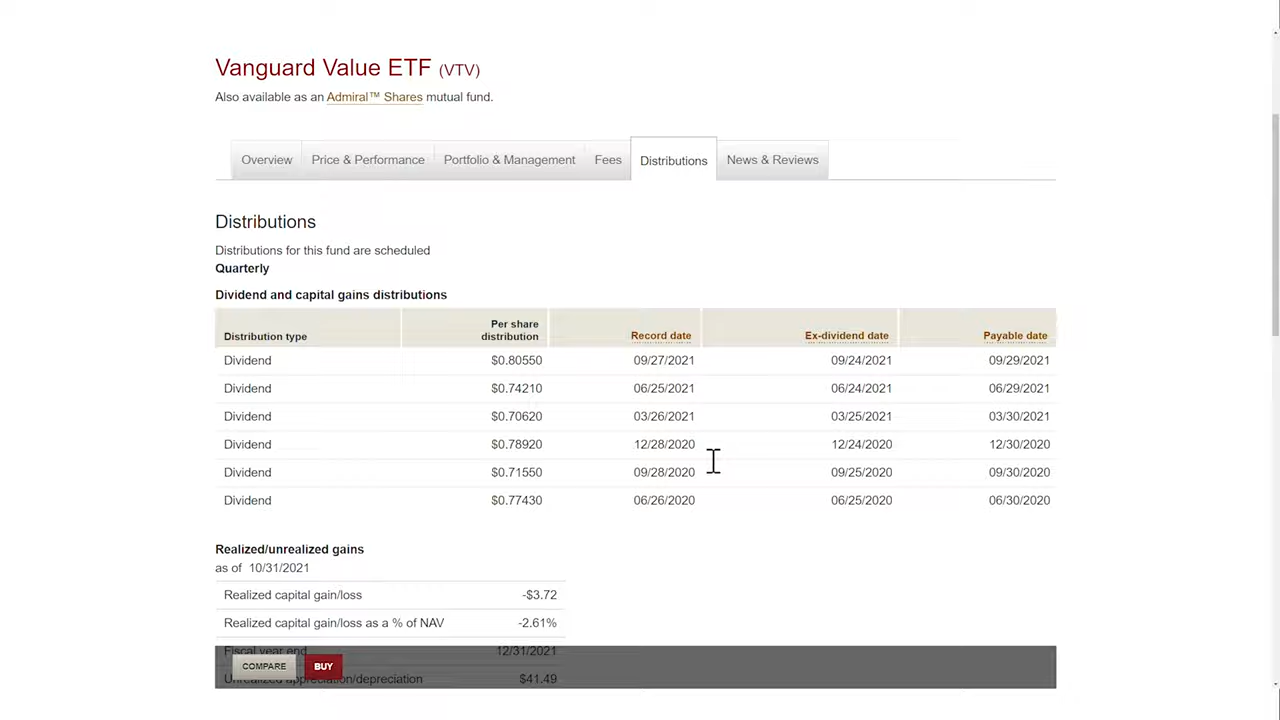 Vanguard Value ETF (VTV)
Also available as an Admiral™ Shares mutual fund.
Overview Price & Performance Portfolio & Management Fees Distributions News & Reviews
Distributions
Distributions for this fund are scheduled
Quarterly
Dividend and capital gains distributions
Distribution type Per share distribution Record date Ex-dividend date Payable date
Dividend $0.80550 09/27/2021 09/24/2021 09/29/2021
Dividend $0.74210 06/25/2021 06/24/2021 06/29/2021
Dividend $0.70620 03/26/2021 03/25/2021 03/30/2021
Dividend $0.78920 12/28/2020 12/24/2020 12/30/2020
Dividend $0.71550 09/28/2020 09/25/2020 09/30/2020
Dividend $0.77430 06/26/2020 06/25/2020 06/30/2020
Realized/unrealized gains
as of 10/31/2021
Realized capital gain/loss -$3.72
Realized capital gain/loss as a % of NAV -2.61%
Fiscal year end 12/31/2021
COMPARE BUY
Unrealized appreciation/depreciation $41.49